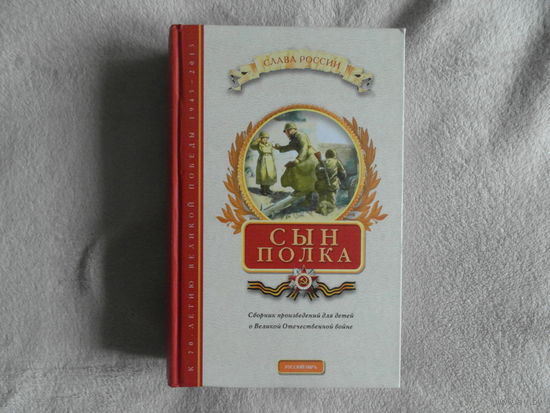 СЛАВА РОССИИ
К 70-ЛЕТИЮ ВЕЛИКОЙ ПОБЕДЫ 1945–2015
СЫН
ПОЛКА
Сборник произведений для детей
о Великой Отечественной войне